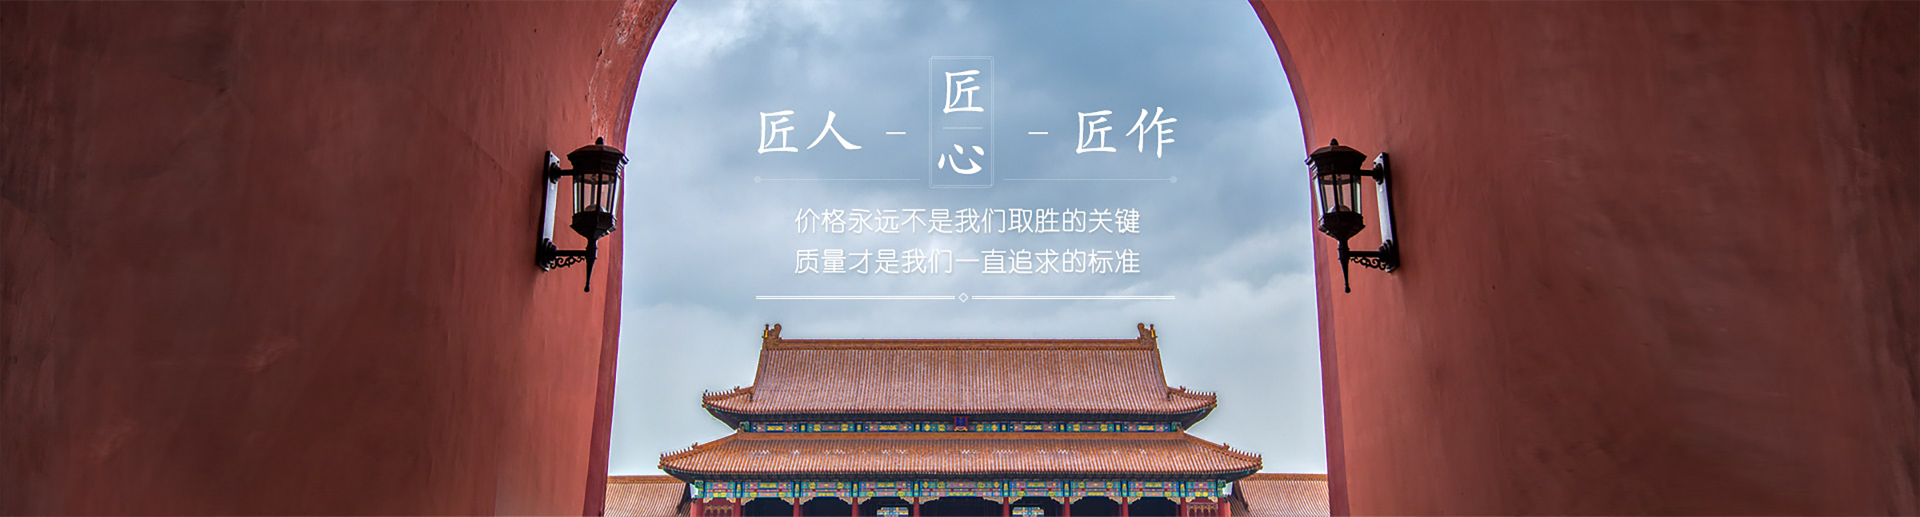 匠人 - 匠心 - 匠作
价格永远不是我们取胜的关键
质量才是我们一直追求的标准